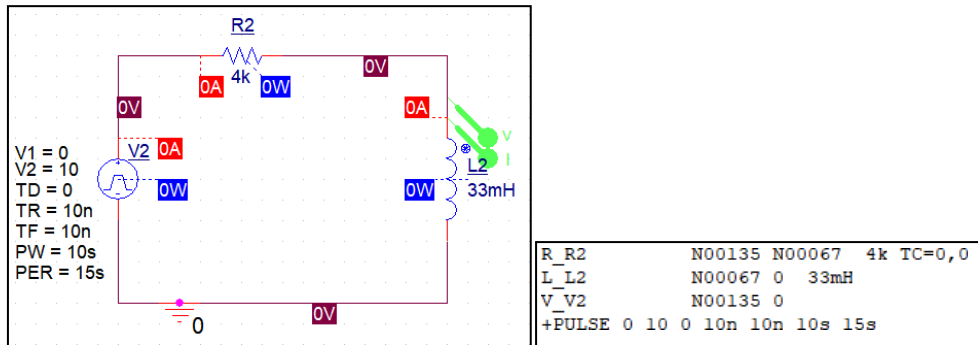 R2
4k
0V
0A
0W
0A
0V
V1 = 0
V2 = 10
TD = 0
TR = 10n
TF = 10n
PW = 10s
PER = 15s
V2
0A
0W
V
I
L2
33mH
0W
0V
0
R_R2 N00135 N00067 4k TC=0,0
L_L2 N00067 0 33mH
V_V2 N00135 0
+PULSE 0 10 0 10n 10n 10s 15s